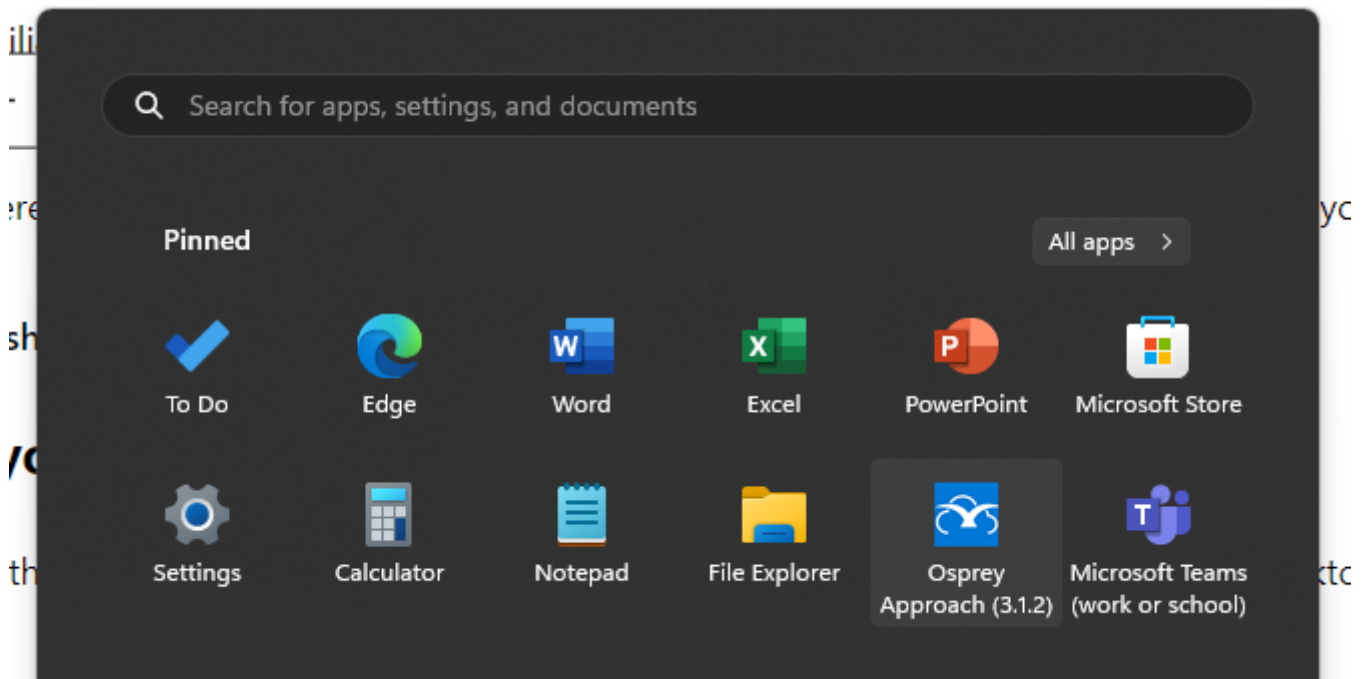 Search for apps, settings, and documents
Pinned
All apps
To Do
Edge
Word
Excel
PowerPoint
Microsoft Store
Settings
Calculator
Notepad
File Explorer
Osprey
Approach (3.1.2)
Microsoft Teams
(work or school)